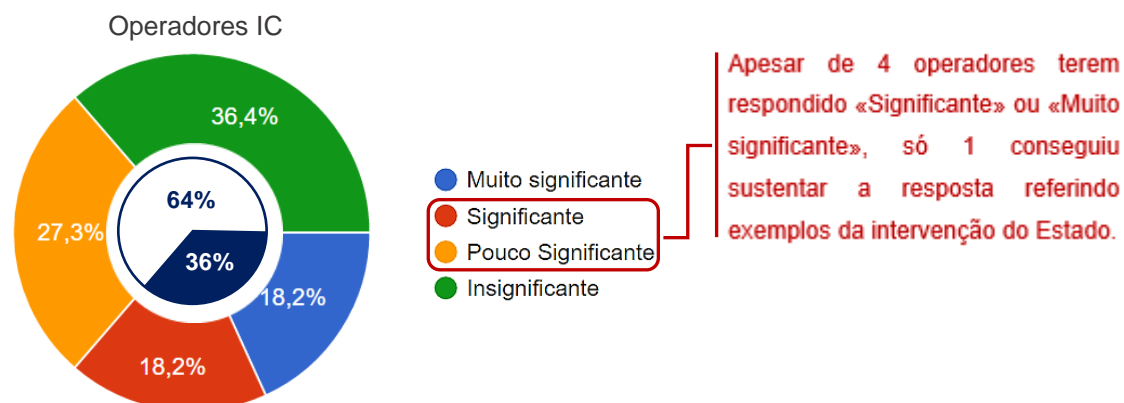 Operadores IC
36,4%
27,3%
18,2%
18,2%
64%
36%
Muito significante
Significante
Pouco Significante
Insignificante
Apesar de 4 operadores terem
respondido «Significante» ou «Muito
significante», só 1 conseguiu
sustentar a resposta referindo
exemplos da intervenção do Estado.